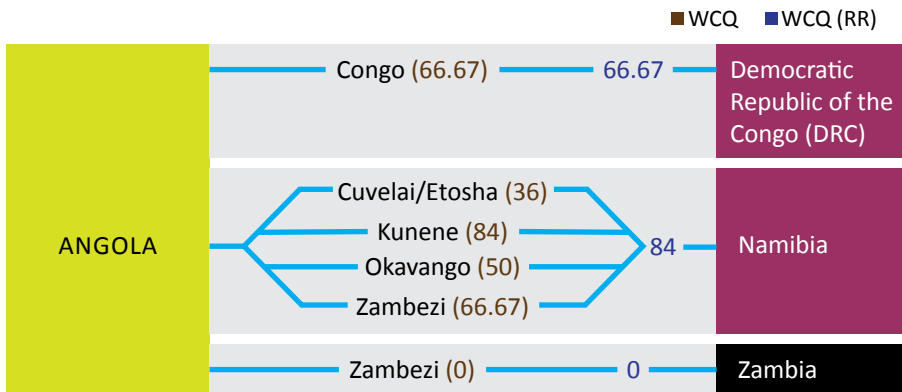 WCQ WCQ (RR)
Congo (66.67) 66.67 Democratic
Republic of the
Congo (DRC)
Cuvelai/Etosha (36)
Kunene (84)
ANGOLA 84 Namibia
Okavango (50)
Zambezi (66.67)
Zambezi (0) 0 Zambia